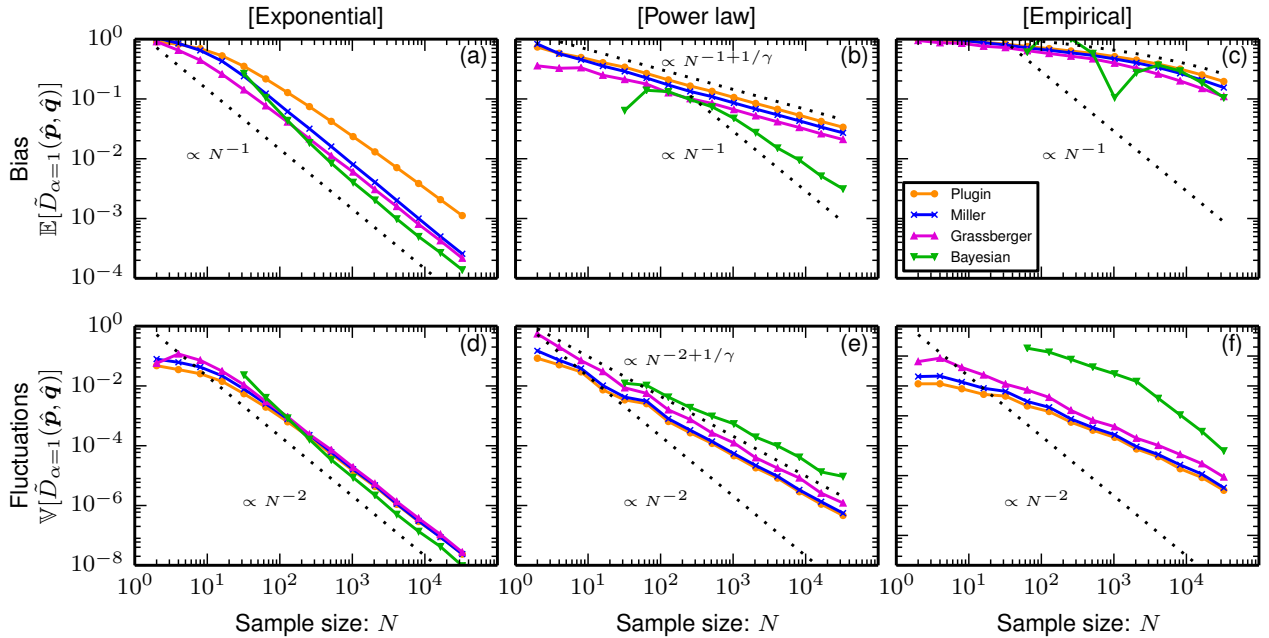 [Exponential]
[Power law]
[Empirical]
Bias
𝔼[D̃α=1(p̂, q̂)]
10^0
10^−1
10^−2
10^−3
10^−4
(a)
∝ N^−1
(b)
∝ N^−1+1/γ
∝ N^−1
(c)
∝ N^−1
Plugin
Miller
Grassberger
Bayesian
Fluctuations
𝕍[D̃α=1(p̂, q̂)]
10^0
10^−2
10^−4
10^−6
10^−8
(d)
∝ N^−2
(e)
∝ N^−2+1/γ
∝ N^−2
(f)
∝ N^−2
10^0 10^1 10^2 10^3 10^4
10^0 10^1 10^2 10^3 10^4
10^0 10^1 10^2 10^3 10^4
Sample size: N
Sample size: N
Sample size: N